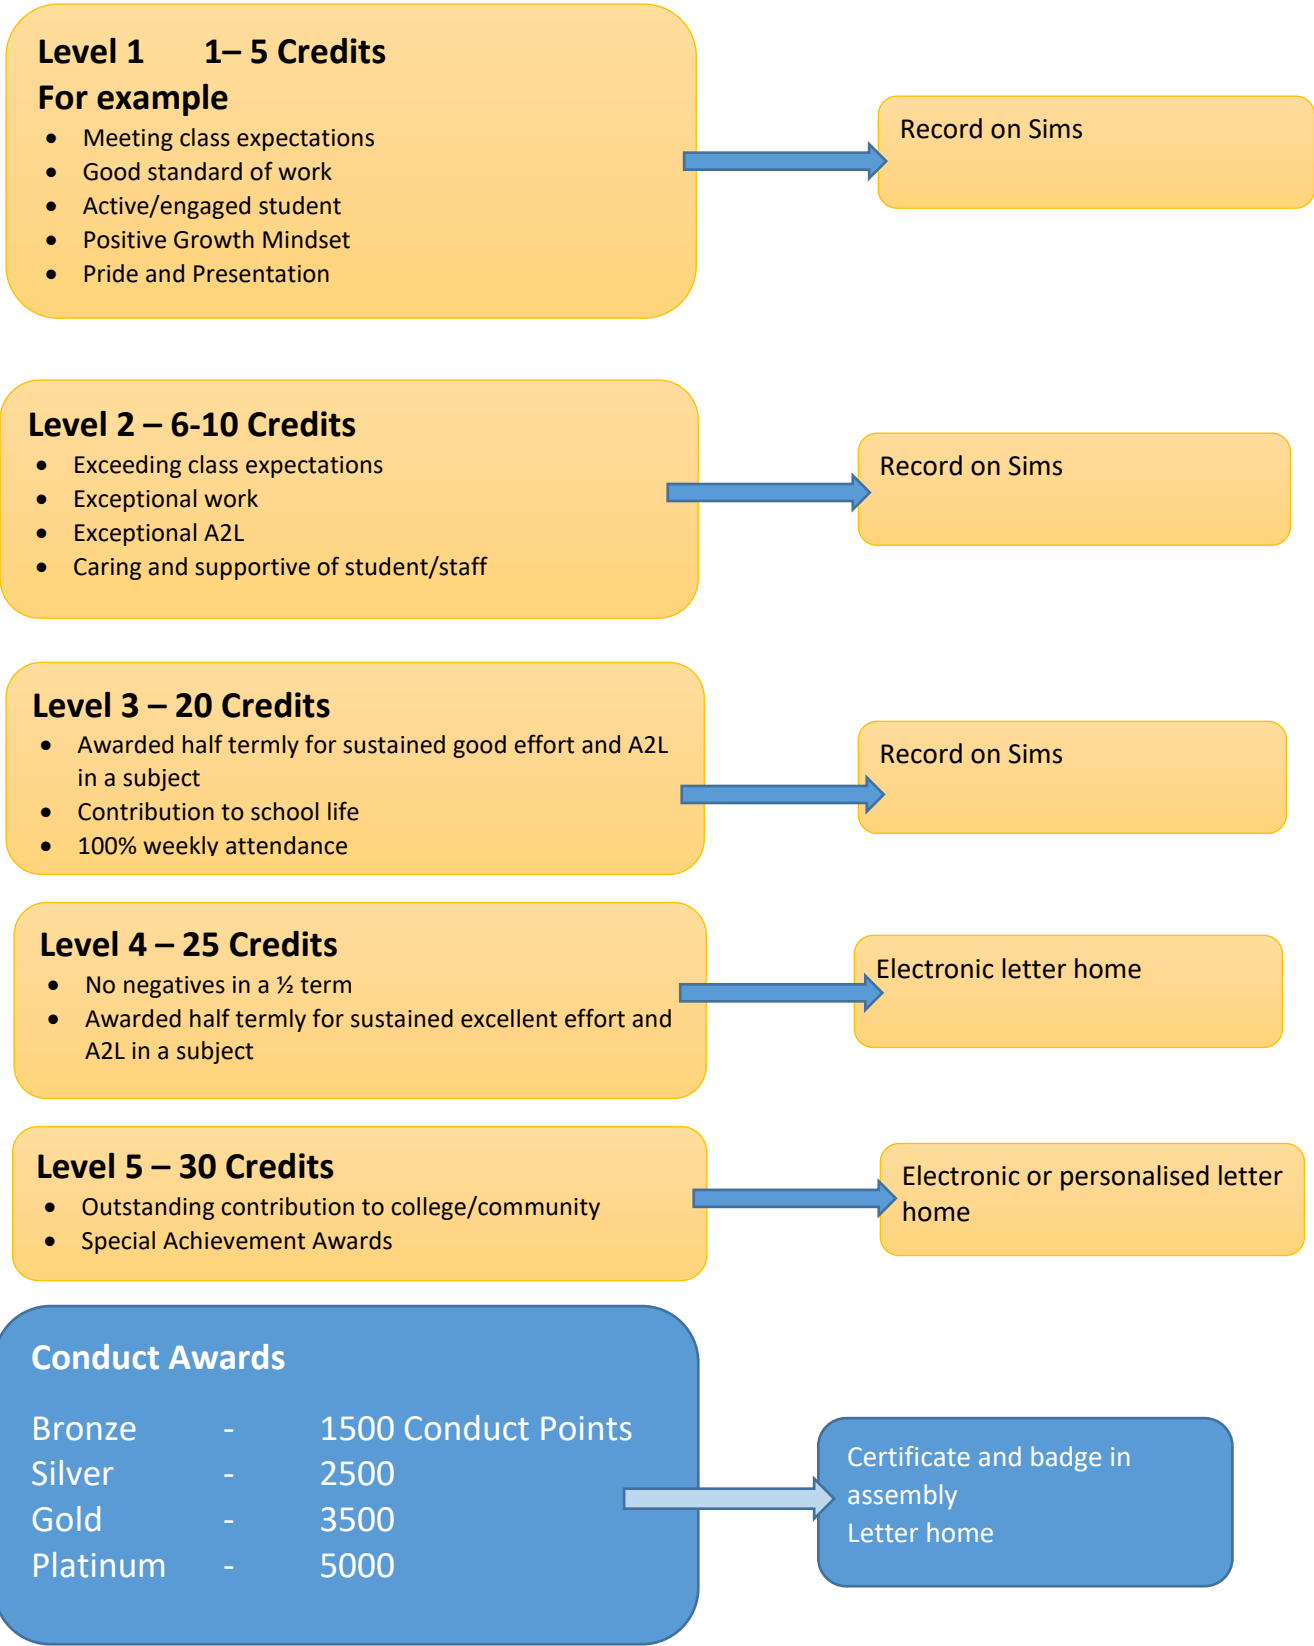 Level 1 1– 5 Credits
For example
• Meeting class expectations
• Good standard of work
• Active/engaged student
• Positive Growth Mindset
• Pride and Presentation
Record on Sims
Level 2 – 6-10 Credits
• Exceeding class expectations
• Exceptional work
• Exceptional A2L
• Caring and supportive of student/staff
Record on Sims
Level 3 – 20 Credits
• Awarded half termly for sustained good effort and A2L
in a subject
• Contribution to school life
• 100% weekly attendance
Record on Sims
Level 4 – 25 Credits
• No negatives in a ½ term
• Awarded half termly for sustained excellent effort and
A2L in a subject
Electronic letter home
Level 5 – 30 Credits
• Outstanding contribution to college/community
• Special Achievement Awards
Electronic or personalised letter
home
Conduct Awards
Bronze - 1500 Conduct Points
Silver - 2500
Gold - 3500
Platinum - 5000
Certificate and badge in
assembly
Letter home